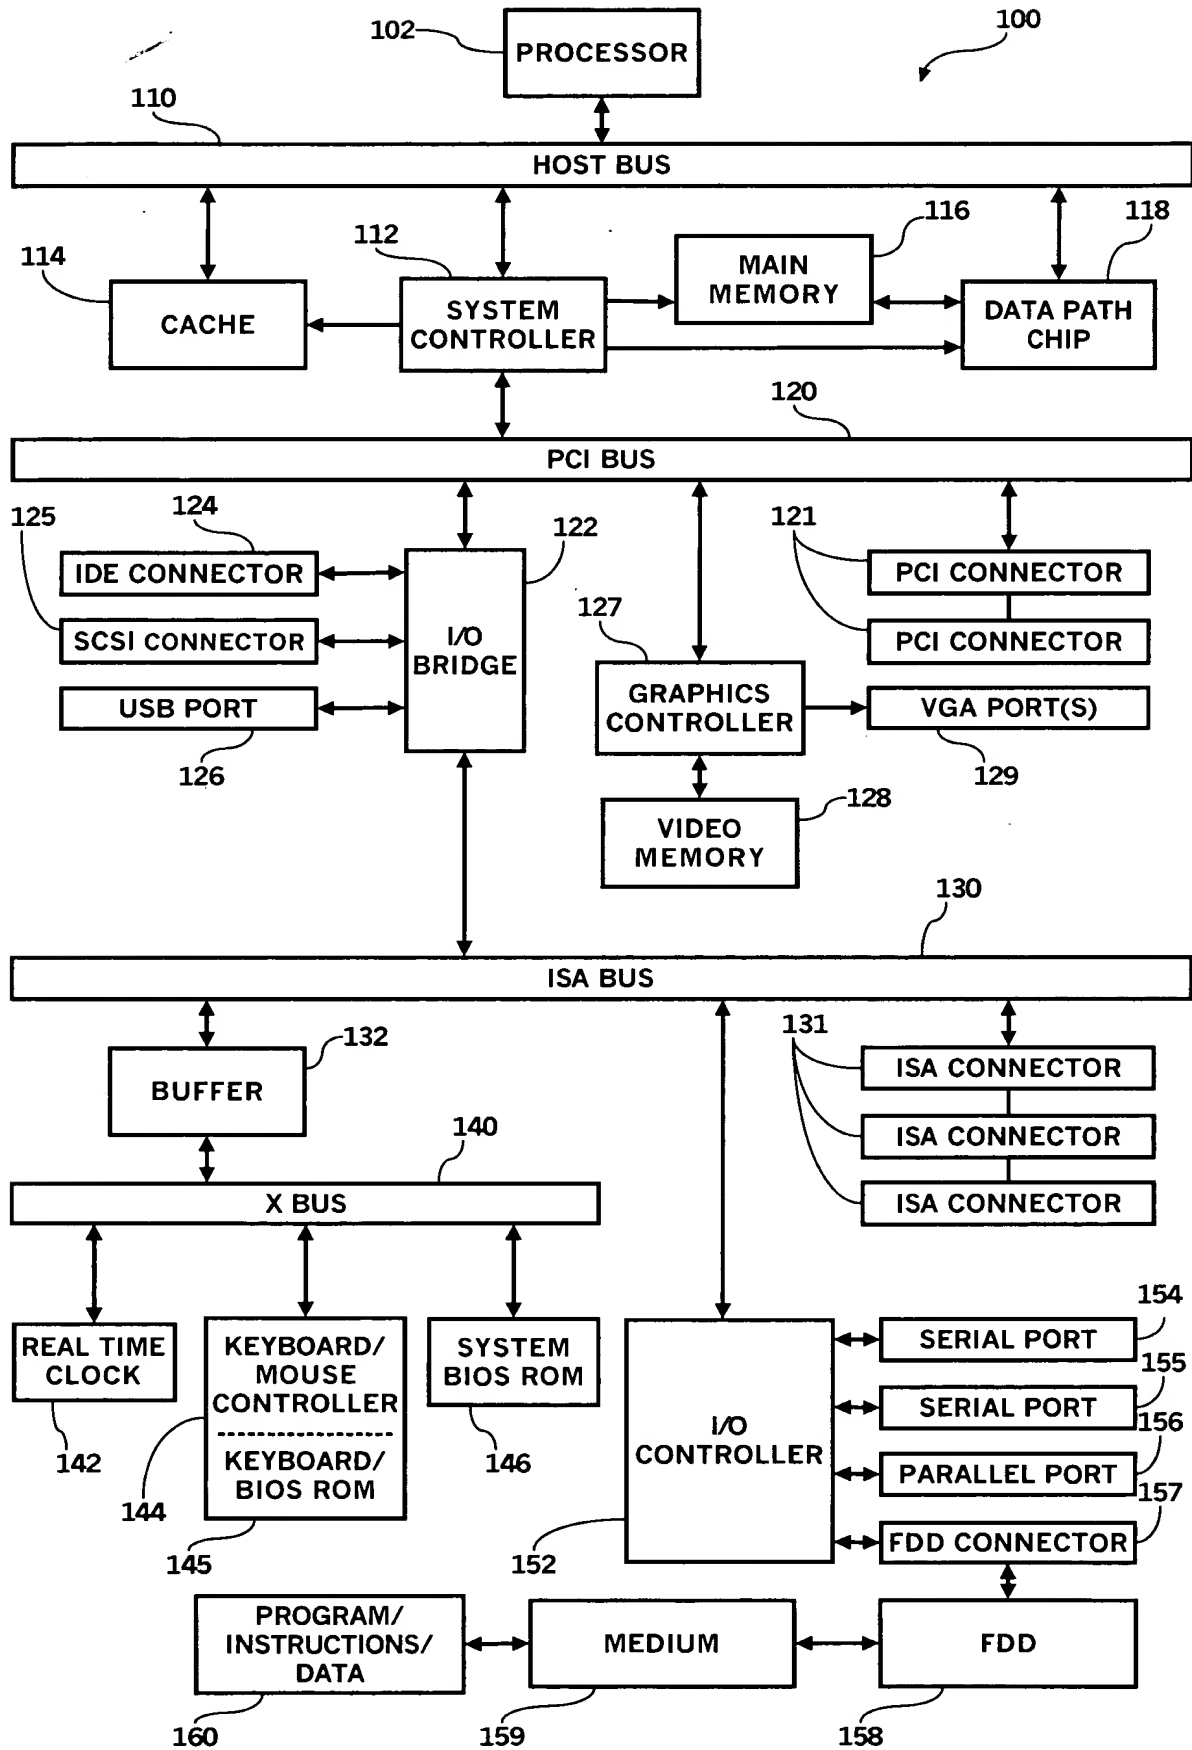 102
PROCESSOR
100
110
HOST BUS
114
112
116
118
CACHE
SYSTEM
CONTROLLER
MAIN
MEMORY
DATA PATH
CHIP
120
PCI BUS
125
124
122
121
IDE CONNECTOR
SCSI CONNECTOR
USB PORT
126
I/O
BRIDGE
127
GRAPHICS
CONTROLLER
PCI CONNECTOR
PCI CONNECTOR
VGA PORT(S)
129
128
VIDEO
MEMORY
130
ISA BUS
132
BUFFER
131
ISA CONNECTOR
ISA CONNECTOR
ISA CONNECTOR
140
X BUS
REAL TIME
CLOCK
142
KEYBOARD/
MOUSE
CONTROLLER
KEYBOARD/
BIOS ROM
144
145
SYSTEM
BIOS ROM
146
I/O
CONTROLLER
152
154
SERIAL PORT
155
SERIAL PORT
156
PARALLEL PORT
157
FDD CONNECTOR
PROGRAM/
INSTRUCTIONS/
DATA
MEDIUM
FDD
160
159
158